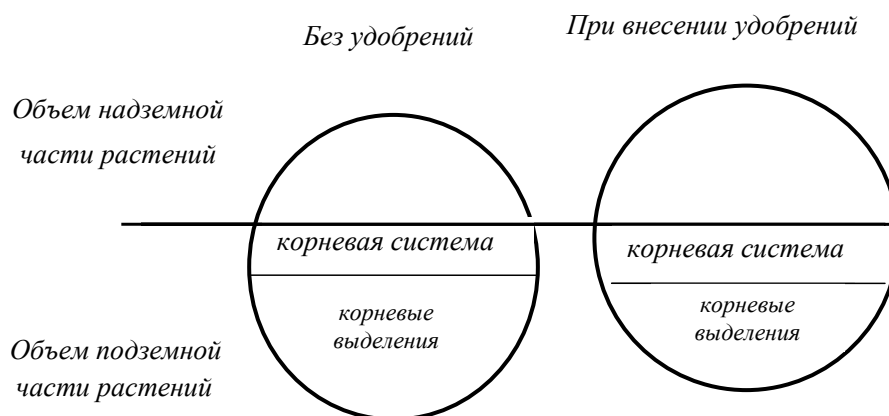 Без удобрений
При внесении удобрений
Объем надземной
части растений
корневая система
корневая система
корневые
выделения
корневые
выделения
Объем подземной
части растений